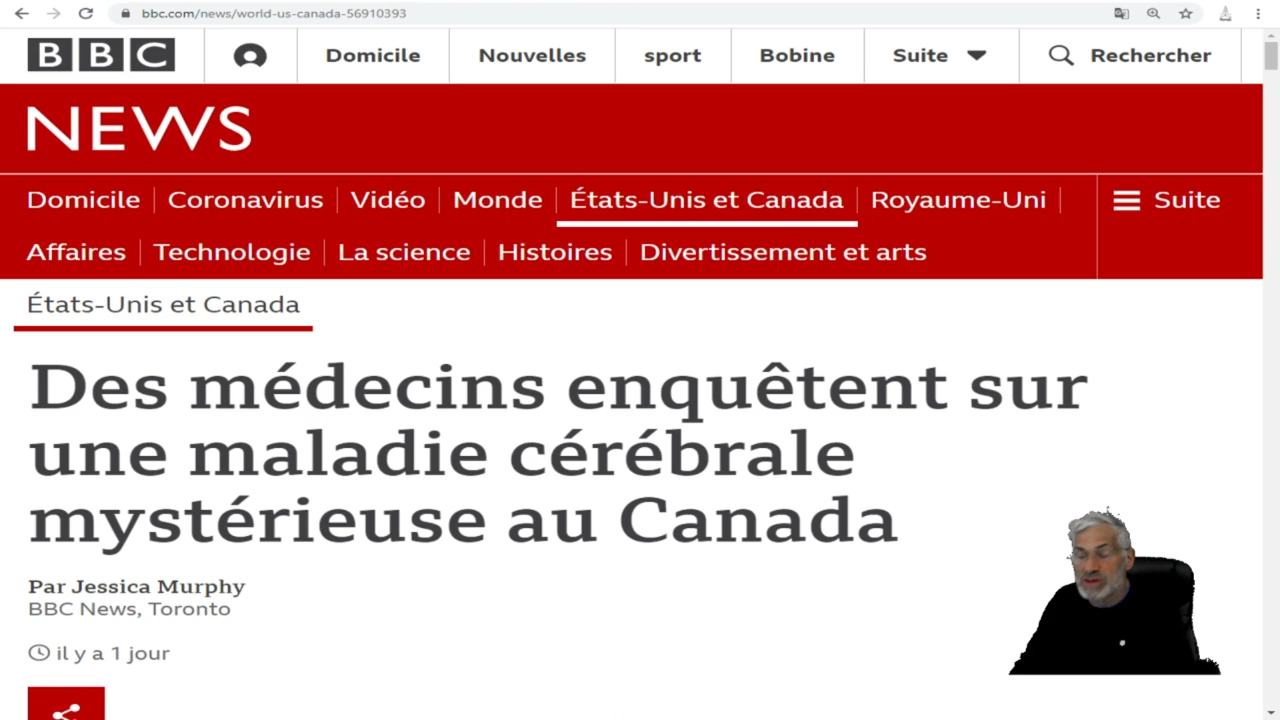 bbc.com/news/world-us-canada-56910393
BBC
Domicile
Nouvelles
sport
Bobine
Suite
Rechercher
NEWS
Domicile
Coronavirus
Vidéo
Monde
États-Unis et Canada
Royaume-Uni
Suite
Affaires
Technologie
La science
Histoires
Divertissement et arts
États-Unis et Canada
Des médecins enquêtent sur
une maladie cérébrale
mystérieuse au Canada
Par Jessica Murphy
BBC News, Toronto
il y a 1 jour